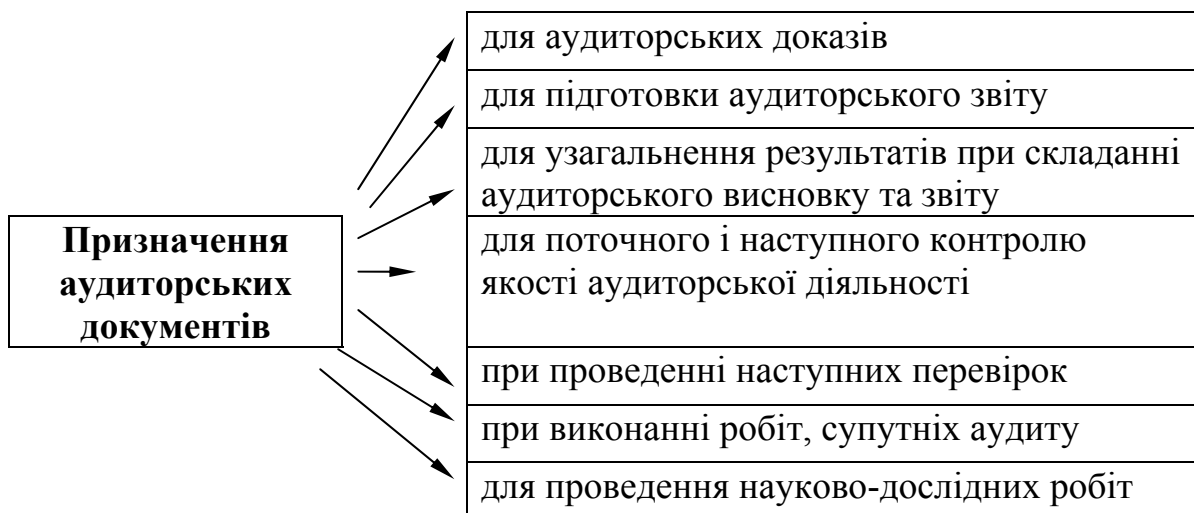 Призначення
аудиторських
документів
для аудиторських доказів
для підготовки аудиторського звіту
для узагальнення результатів при складанні
аудиторського висновку та звіту
для поточного і наступного контролю
якості аудиторської діяльності
при проведенні наступних перевірок
при виконанні робіт, супутніх аудиту
для проведення науково-дослідних робіт